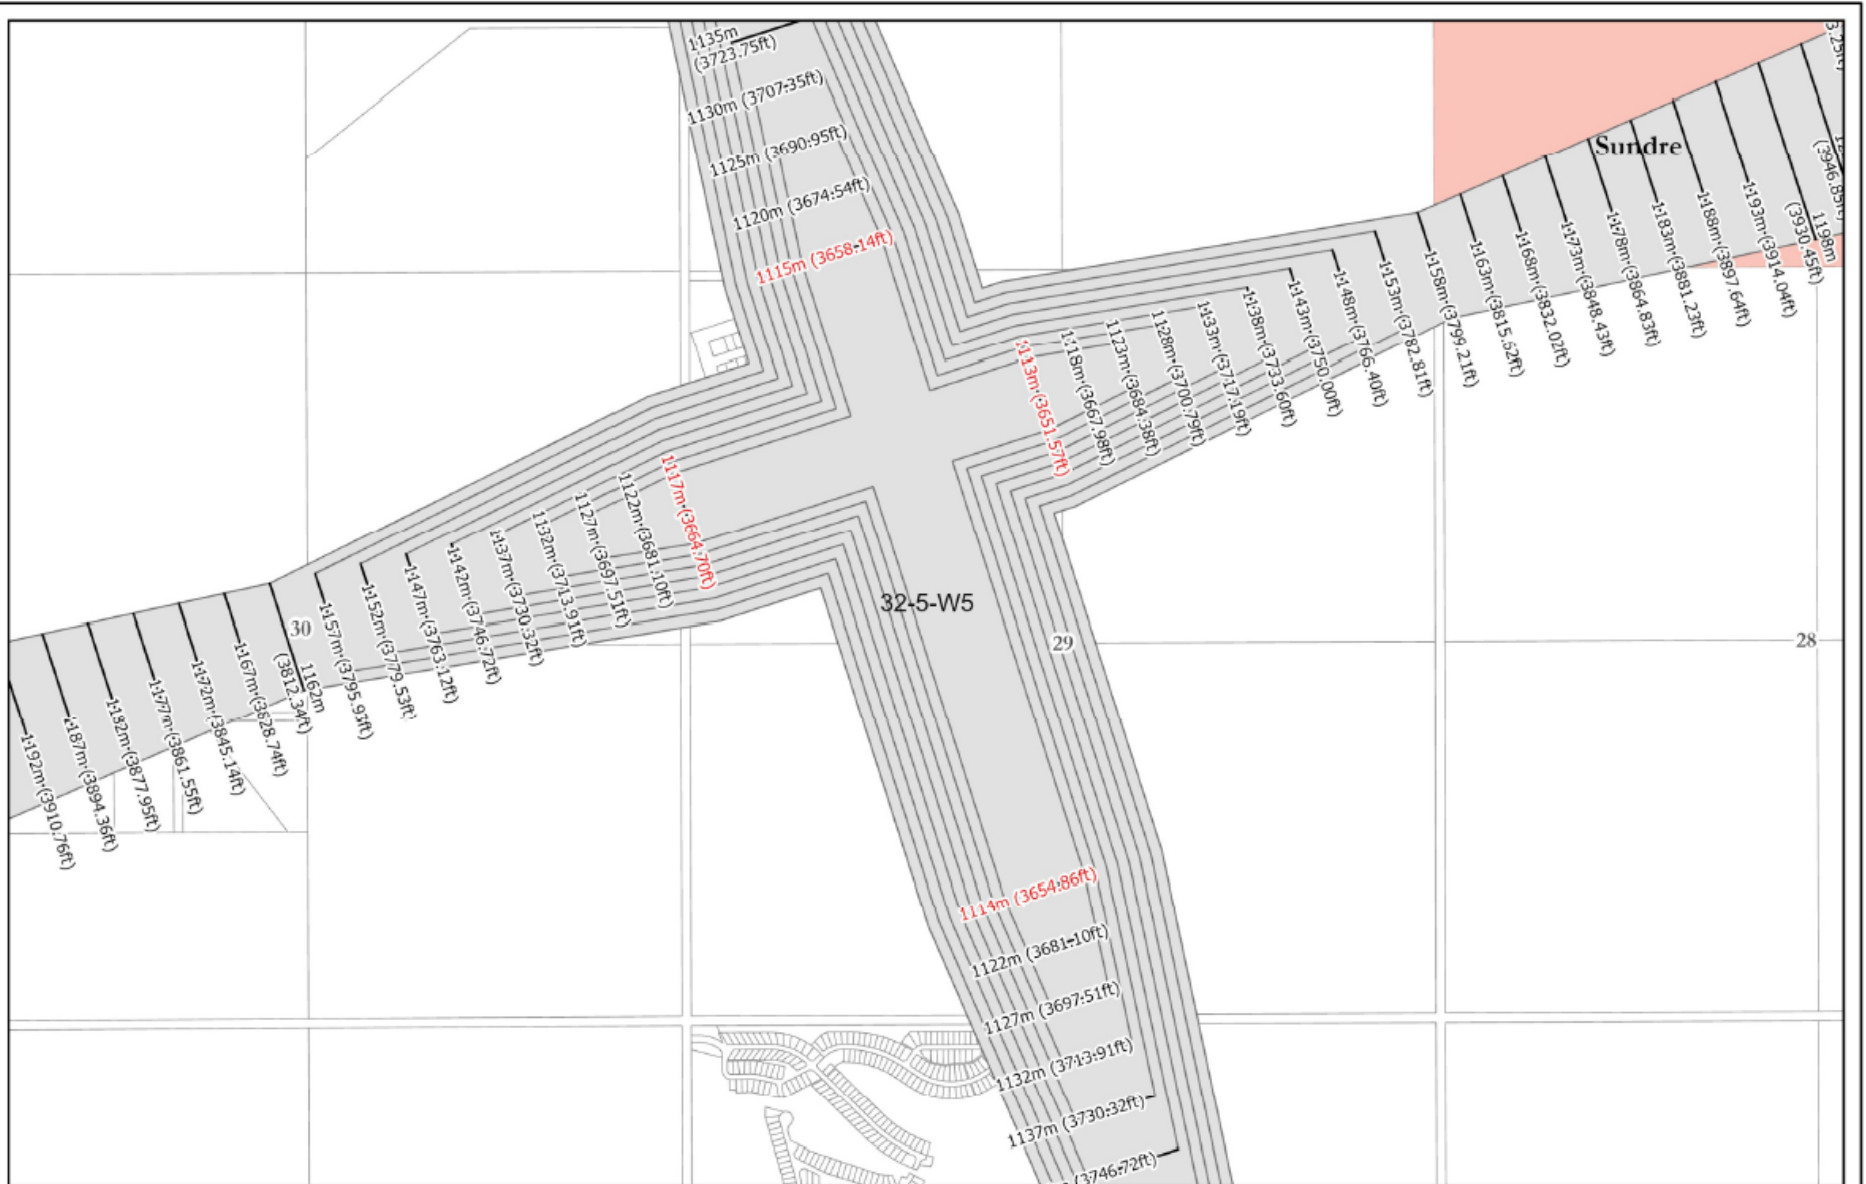 1135m
(3723.75ft)
1130m (3707.35ft)
1125m (3690.95ft)
1120m (3674.54ft)
1115m (3658.14ft)
Sundre
1113m (3651.57ft)
1118m (3667.98ft)
1123m (3684.38ft)
1128m (3700.79ft)
1133m (3717.19ft)
1138m (3733.60ft)
1143m (3750.00ft)
1148m (3766.40ft)
1153m (3782.81ft)
1158m (3799.21ft)
1163m (3815.62ft)
1168m (3832.02ft)
1173m (3848.43ft)
1178m (3864.83ft)
1183m (3881.23ft)
1188m (3897.64ft)
1193m (3914.04ft)
1198m
(3930.45ft)
(3946.85ft)
3.25ft)
1117m (3664.70ft)
1122m (3681.10ft)
1127m (3697.51ft)
1132m (3713.91ft)
1137m (3730.32ft)
1142m (3746.72ft)
1147m (3763.12ft)
1152m (3779.53ft)
1157m (3795.93ft)
1162m
(3812.34ft)
1167m (3828.74ft)
1172m (3845.14ft)
1177m (3861.55ft)
1182m (3877.95ft)
1187m (3894.36ft)
1192m (3910.76ft)
32-5-W5
30
29
28
1114m (3654.86ft)
1122m (3681.10ft)
1127m (3697.51ft)
1132m (3713.91ft)
1137m (3730.32ft)
(3746.72ft)